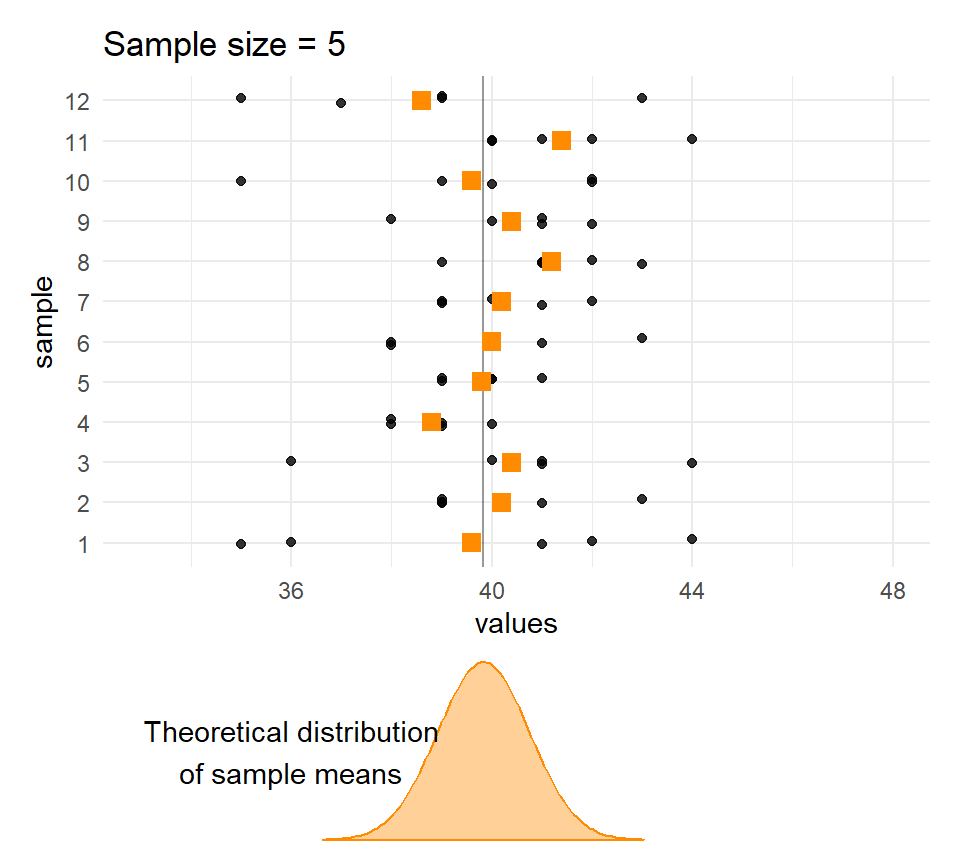 Sample size = 5
12
11
10
9
8
7
6
5
4
3
2
1
sample
36 40 44 48
values
Theoretical distribution
of sample means